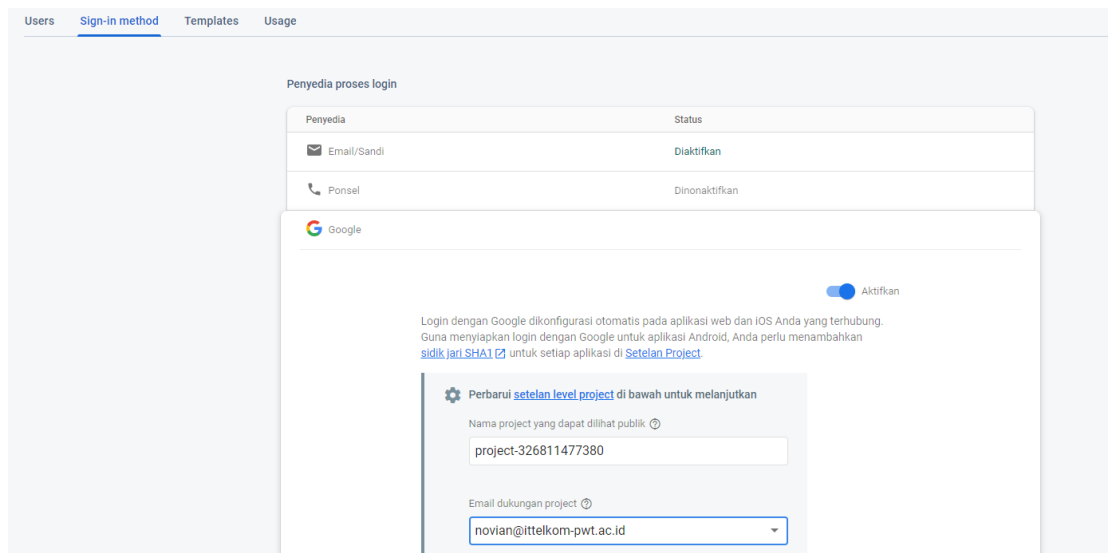 Users Sign-in method Templates Usage
Penyedia proses login
Penyedia Status
Email/Sandi Diaktifkan
Ponsel Dinonaktifkan
Google
Aktifkan
Login dengan Google dikonfigurasi otomatis pada aplikasi web dan iOS Anda yang terhubung.
Guna menyiapkan login dengan Google untuk aplikasi Android, Anda perlu menambahkan
sidik jari SHA1 untuk setiap aplikasi di Setelan Project.
Perbarui setelan level project di bawah untuk melanjutkan
Nama project yang dapat dilihat publik
project-326811477380
Email dukungan project
novian@ittelkom-pwt.ac.id